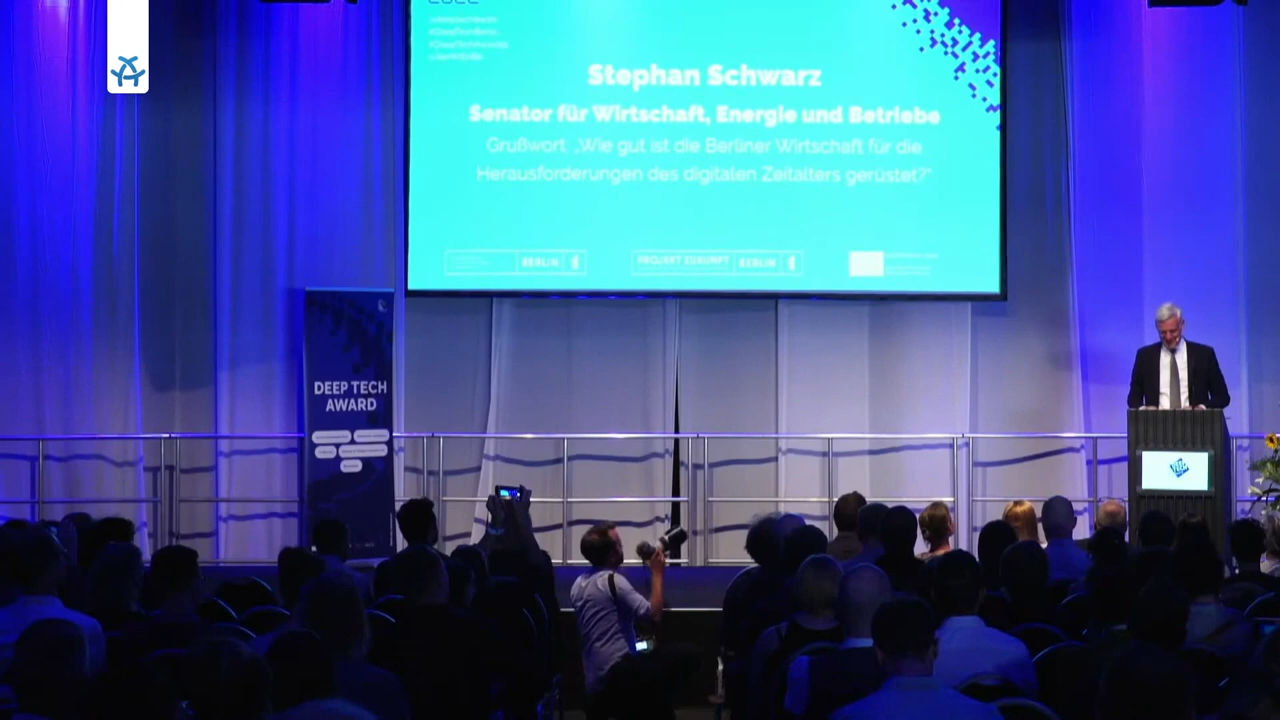 Stephan Schwarz
Senator für Wirtschaft, Energie und Betriebe
Grußwort: „Wie gut ist die Berliner Wirtschaft für die
Herausforderungen des digitalen Zeitalters gerüstet?“
BERLIN
PROJEKT ZUKUNFT
BERLIN
DEEP TECH
AWARD